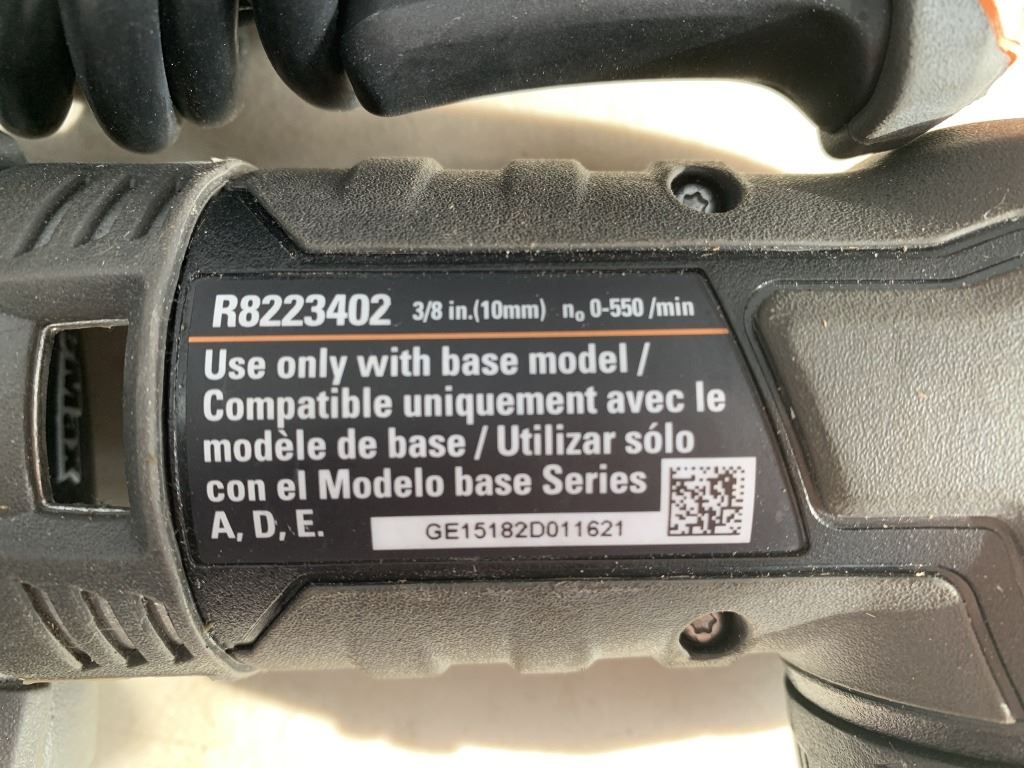 R8223402 3/8 in.(10mm) n₀ 0-550 /min
Use only with base model /
Compatible uniquement avec le
modèle de base / Utilizar sólo
con el Modelo base Series
A, D, E.
GE15182D011621
Max